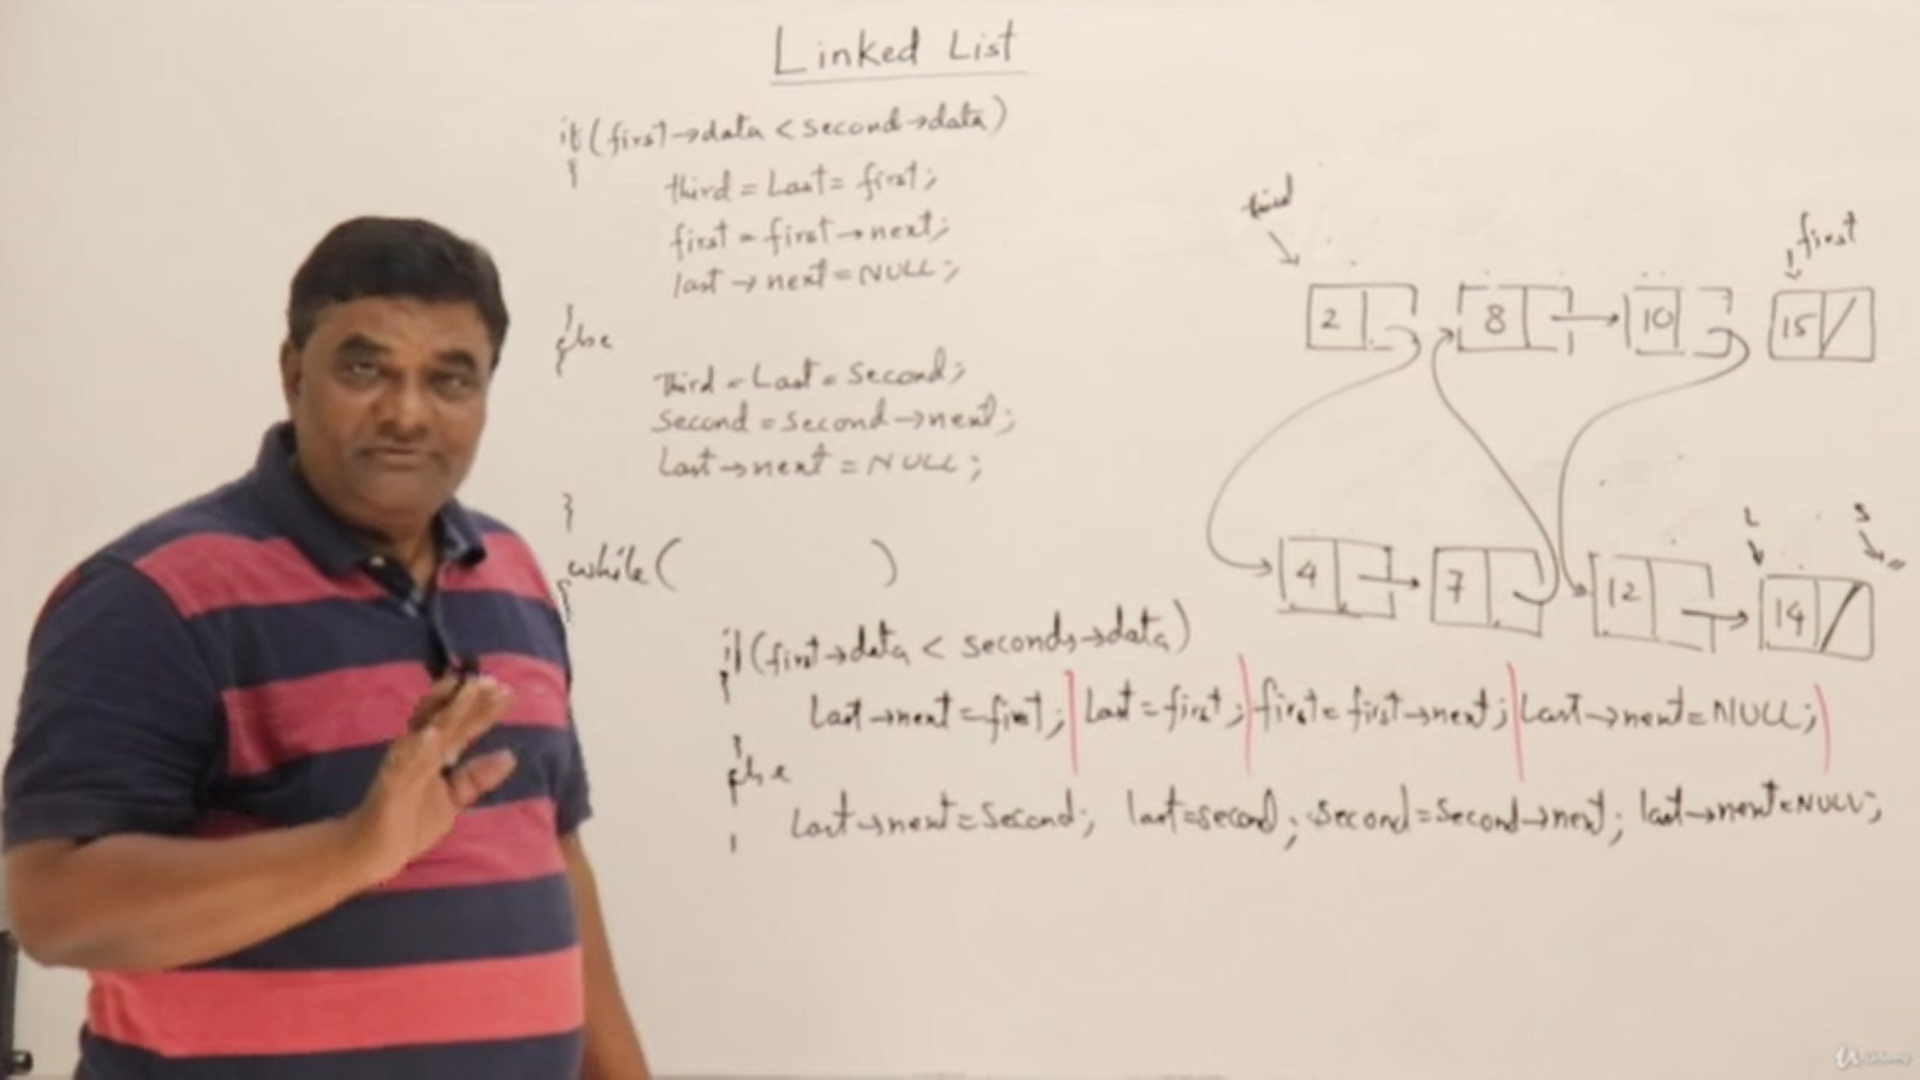 Linked List
if(first→data < second→data)
{
third = Last = first;
first = first→next;
last→next = NULL;
}
else
{
Third = Last = Second;
Second = Second→next;
Last→next = NULL;
}
while( )
{
if(first→data < second→data)
{
Last→next = first; Last = first; first = first→next; Last→next = NULL;
}
else
{
Last→next = Second; last = second; second = Second→next; last→next = NULL;
}
third
first
2 8 10 15
L S
4 7 12 14
udemy